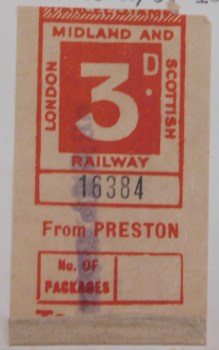 MIDLAND AND
LONDON
3D.
SCOTTISH
RAILWAY
16384
From PRESTON
No. OF
PACKAGES